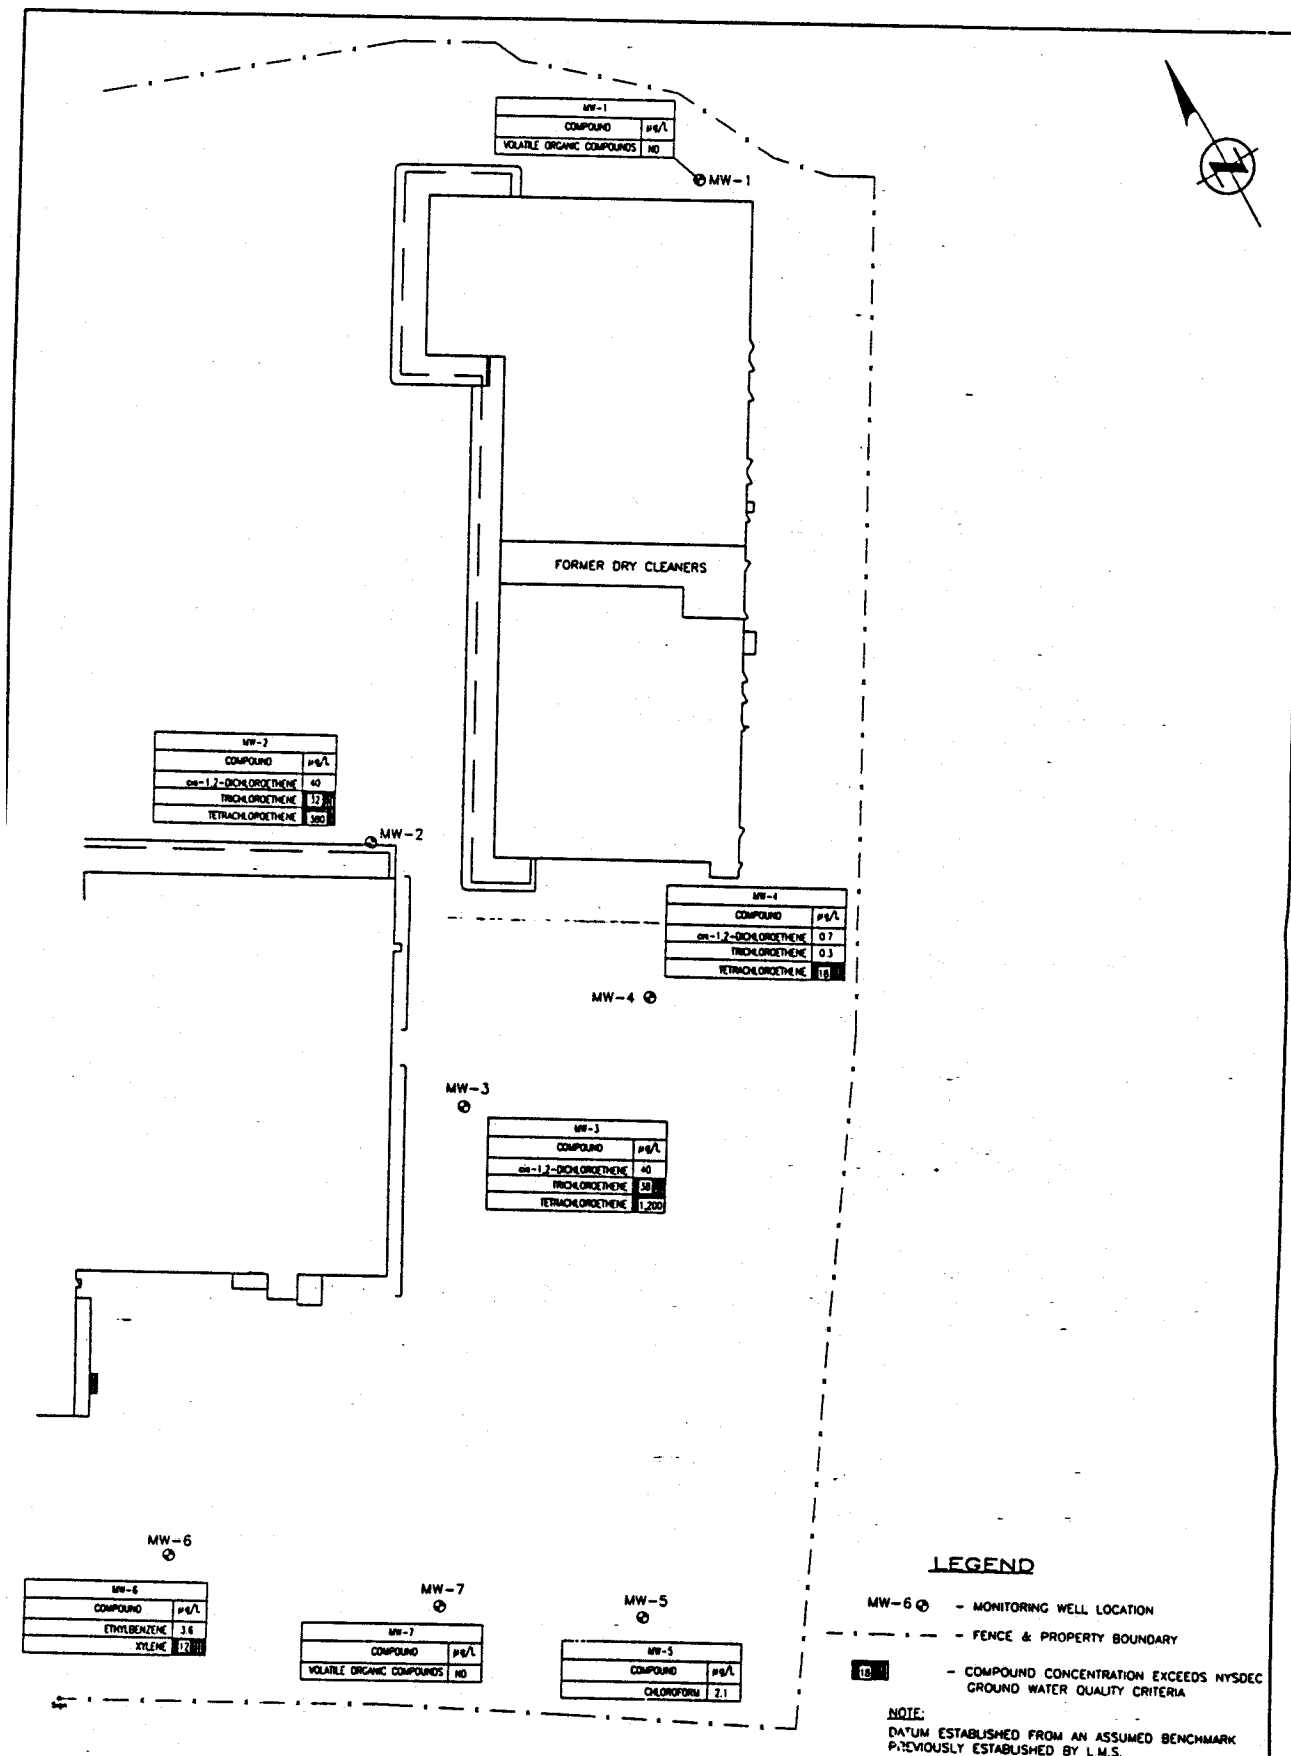 MW-1
COMPOUND µg/L
VOLATILE ORGANIC COMPOUNDS ND
MW-1
FORMER DRY CLEANERS
MW-2
COMPOUND µg/L
cis-1,2-DICHLOROETHENE 40
TRICHLOROETHENE 32
TETRACHLOROETHENE
MW-2
MW-4
COMPOUND µg/L
cis-1,2-DICHLOROETHENE 0.7
TRICHLOROETHENE 0.3
TETRACHLOROETHENE 18
MW-4
MW-3
MW-3
COMPOUND µg/L
cis-1,2-DICHLOROETHENE 40
TRICHLOROETHENE 38
TETRACHLOROETHENE 1,200
MW-6
MW-6
COMPOUND µg/L
ETHYLBENZENE 3.6
XYLENE 12
MW-7
MW-7
COMPOUND µg/L
VOLATILE ORGANIC COMPOUNDS ND
MW-5
MW-5
COMPOUND µg/L
CHLOROFORM 2.1
LEGEND
MW-6 - MONITORING WELL LOCATION
- FENCE & PROPERTY BOUNDARY
18 - COMPOUND CONCENTRATION EXCEEDS NYSDEC
GROUND WATER QUALITY CRITERIA
NOTE:
DATUM ESTABLISHED FROM AN ASSUMED BENCHMARK
PREVIOUSLY ESTABLISHED BY L.M.S.